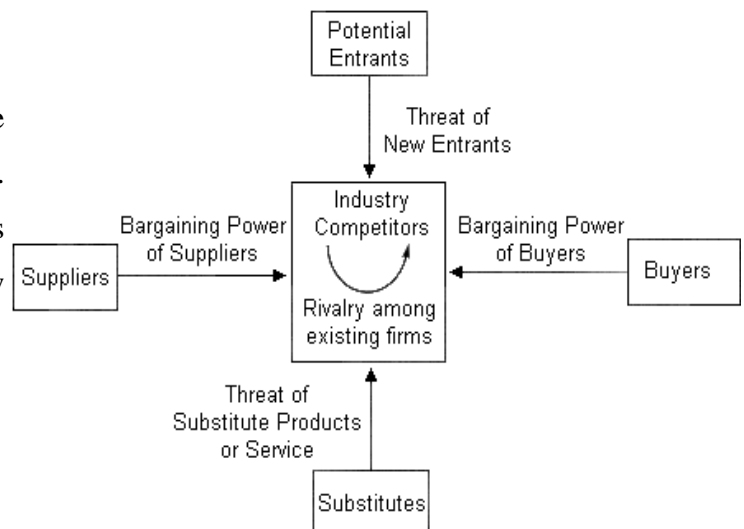 Potential
Entrants
Threat of
New Entrants
Industry
Competitors
Rivalry among
existing firms
Bargaining Power
of Suppliers
Suppliers
Bargaining Power
of Buyers
Buyers
Threat of
Substitute Products
or Service
Substitutes